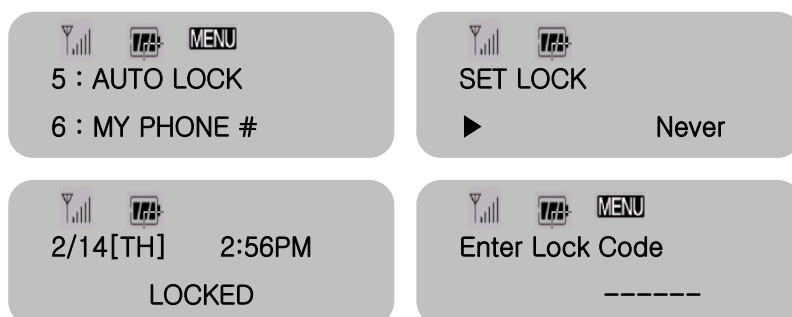 MENU
5 : AUTO LOCK
6 : MY PHONE #
SET LOCK
▶ Never
2/14[TH] 2:56PM
LOCKED
MENU
Enter Lock Code
------